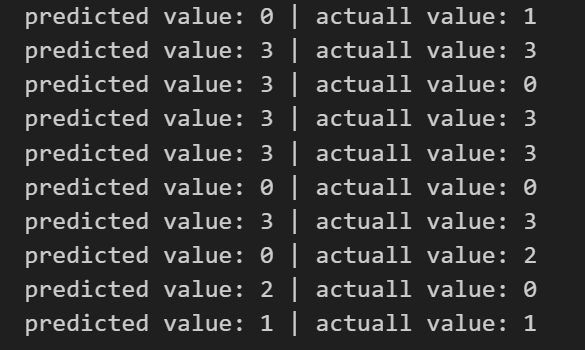 predicted value: 0 | actuall value: 1
predicted value: 3 | actuall value: 3
predicted value: 3 | actuall value: 0
predicted value: 3 | actuall value: 3
predicted value: 3 | actuall value: 3
predicted value: 0 | actuall value: 0
predicted value: 3 | actuall value: 3
predicted value: 0 | actuall value: 2
predicted value: 2 | actuall value: 0
predicted value: 1 | actuall value: 1